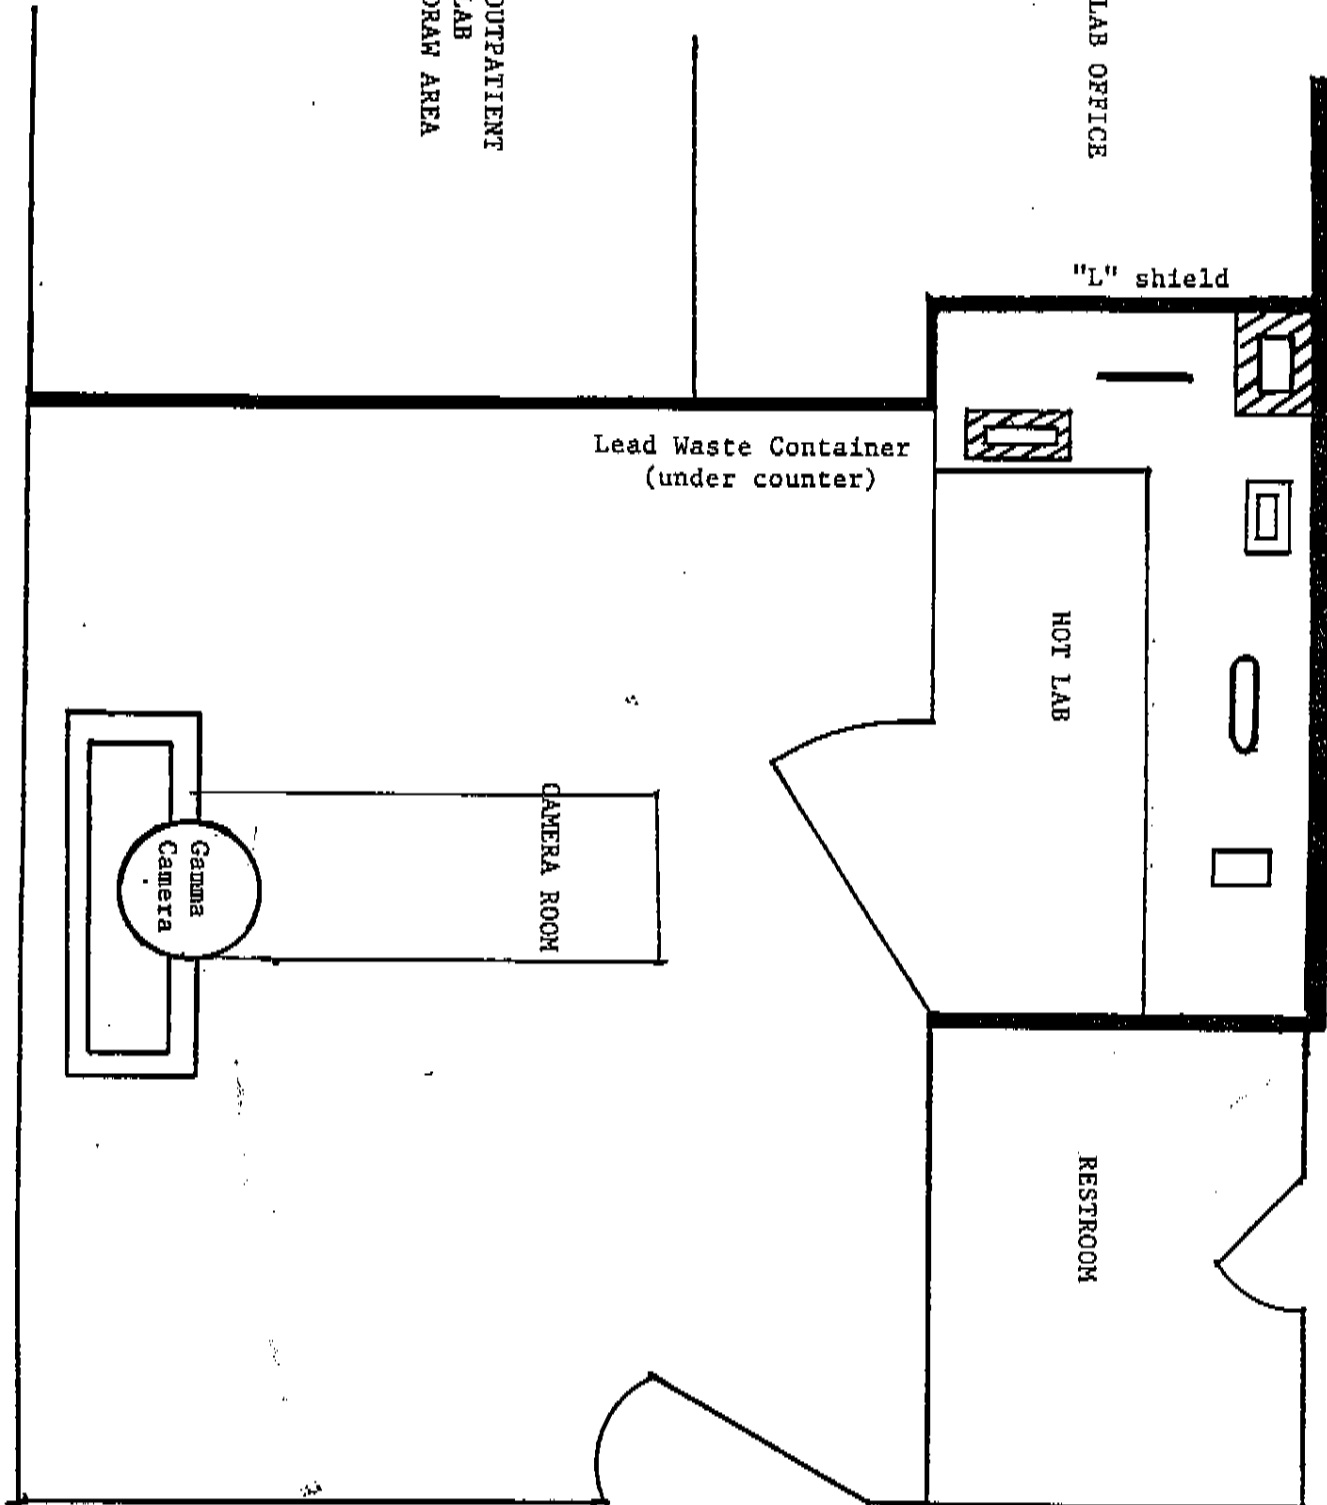 OUTPATIENT
LAB
DRAW AREA
LAB OFFICE
"L" shield
Lead Waste Container
(under counter)
HOT LAB
CAMERA ROOM
Gamma
Camera
RESTROOM